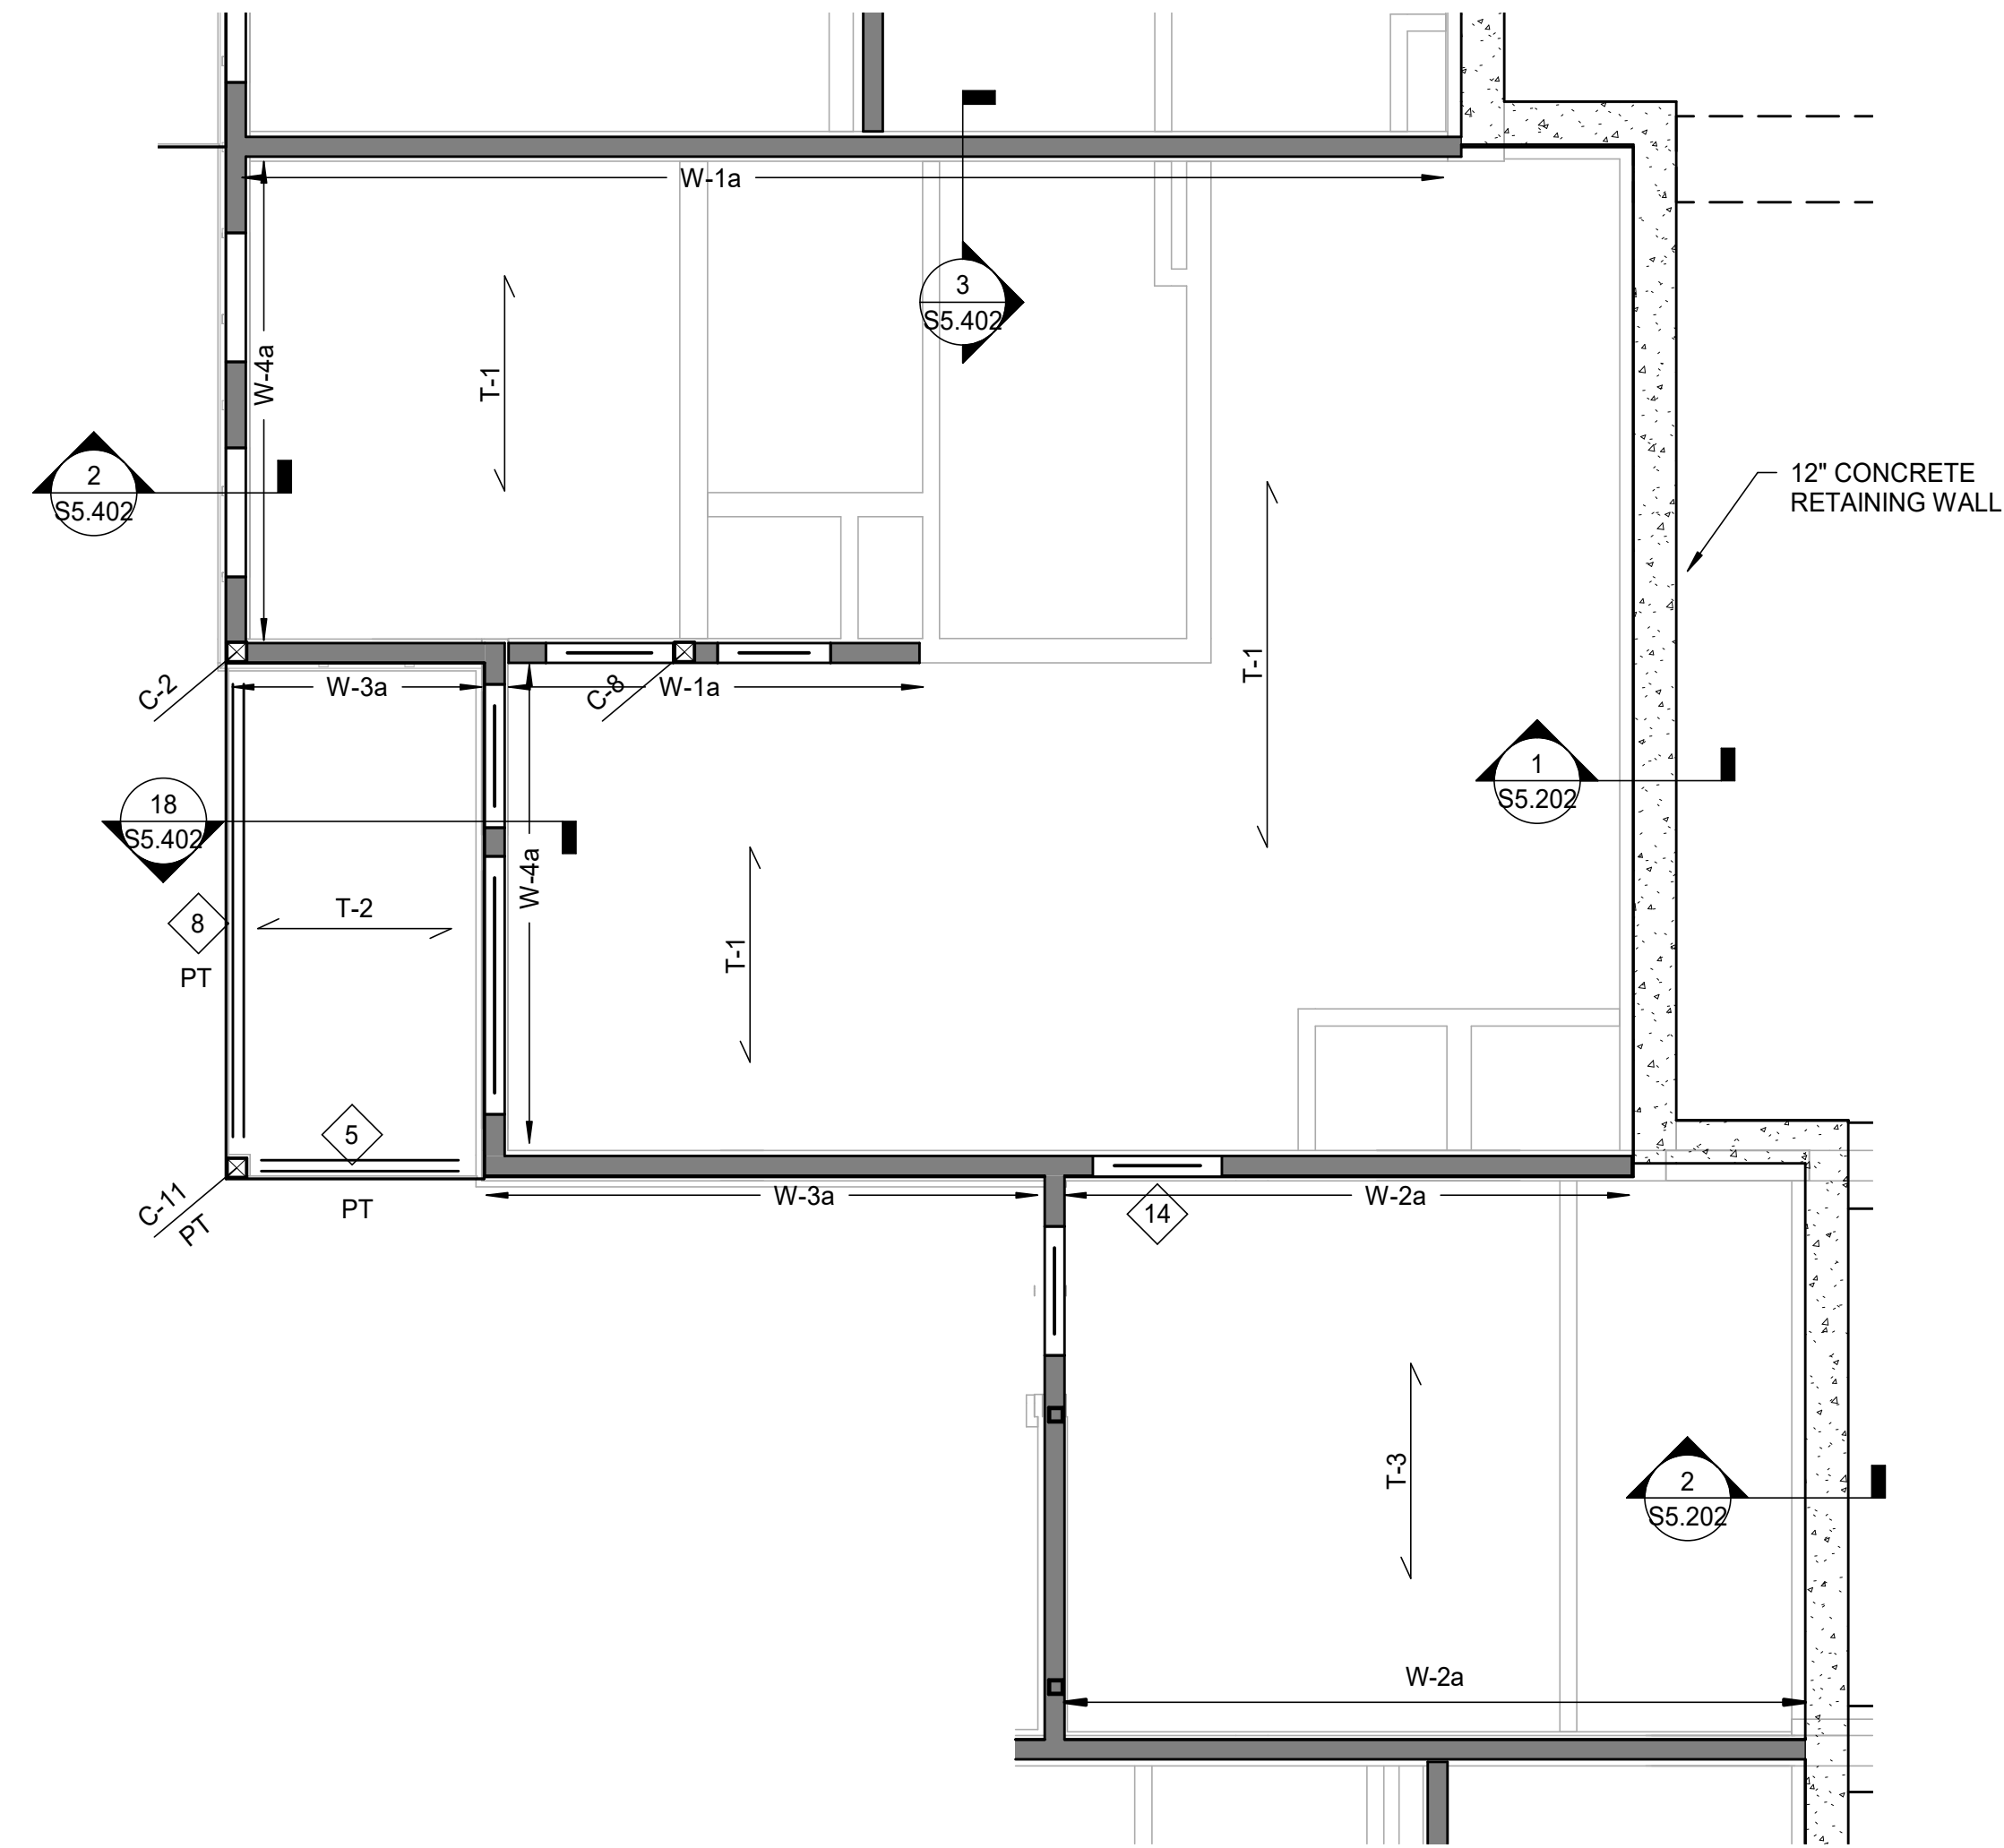 W-1a
3
S5.402
W-4a
T-1
2
S5.402
12" CONCRETE
RETAINING WALL
C-2
W-3a
C-8
W-1a
T-1
1
S5.202
18
S5.402
W-4a
8
PT
T-2
T-1
5
C-11
PT
PT
W-3a
14
W-2a
T-3
2
S5.202
W-2a